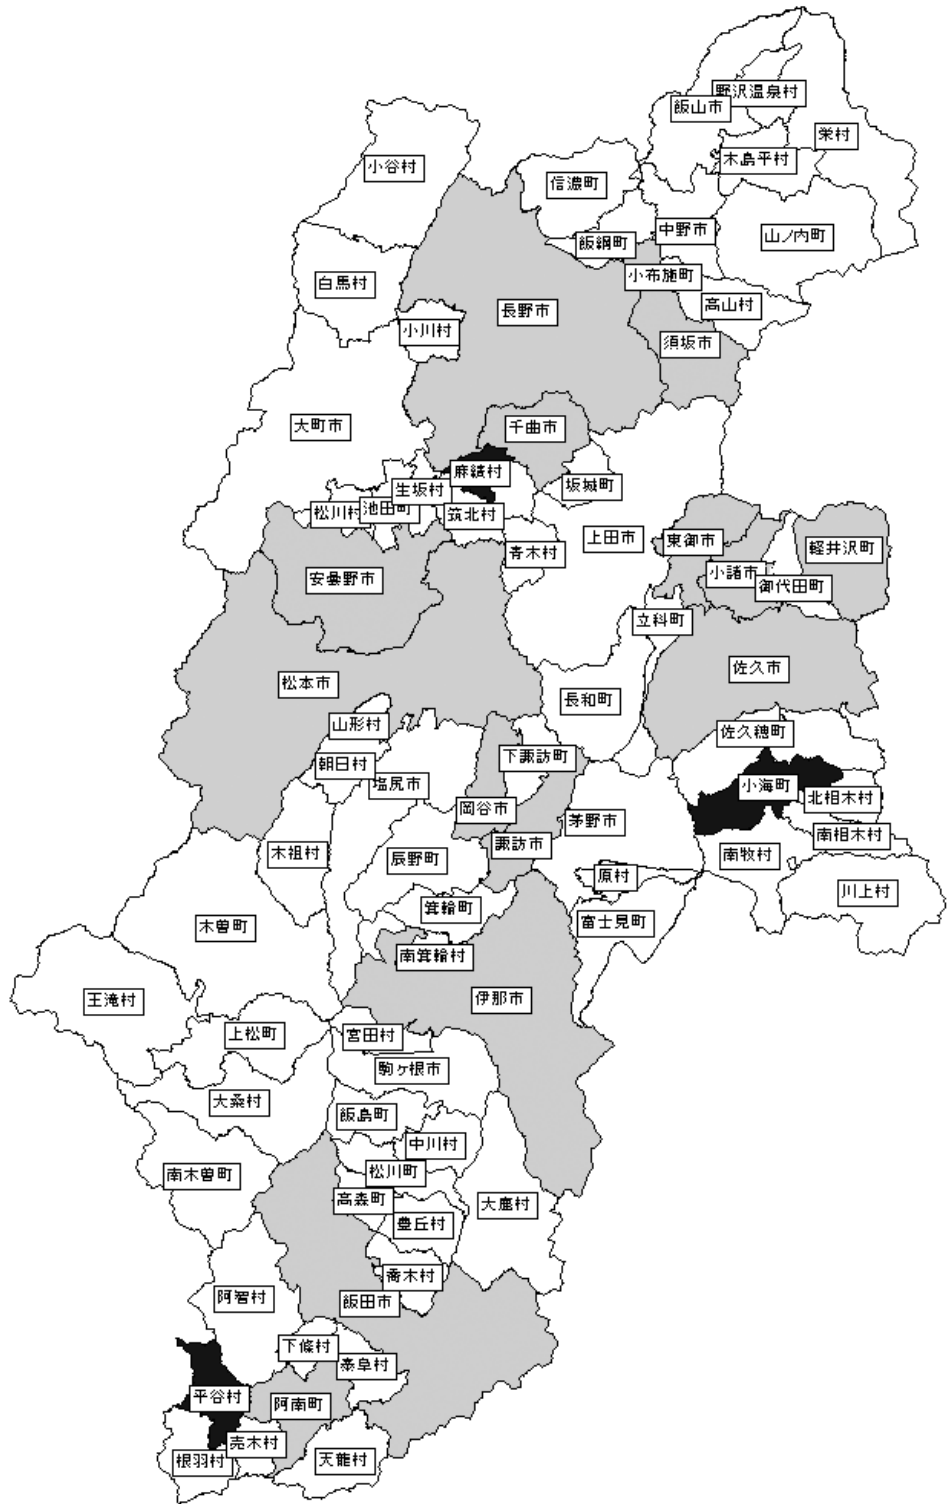 野沢温泉村
飯山市
栄村
木島平村
小谷村
信濃町
中野市
山ノ内町
飯綱町
小布施町
白馬村
高山村
長野市
小川村
須坂市
大町市
千曲市
麻績村
坂城町
生坂村
松川村
池田町
筑北村
上田市
東御市
軽井沢町
青木村
小諸市
安曇野市
御代田町
立科町
佐久市
松本市
長和町
山形村
佐久穂町
下諏訪町
朝日村
塩尻市
小海町
北相木村
岡谷市
茅野市
南相木村
諏訪市
木祖村
辰野町
南牧村
原村
川上村
箕輪町
富士見町
木曽町
南箕輪村
王滝村
伊那市
上松町
宮田村
駒ヶ根市
大桑村
飯島町
中川村
南木曽町
松川町
高森町
大鹿村
豊丘村
喬木村
阿智村
飯田市
下條村
泰阜村
平谷村
阿南町
売木村
根羽村
天龍村